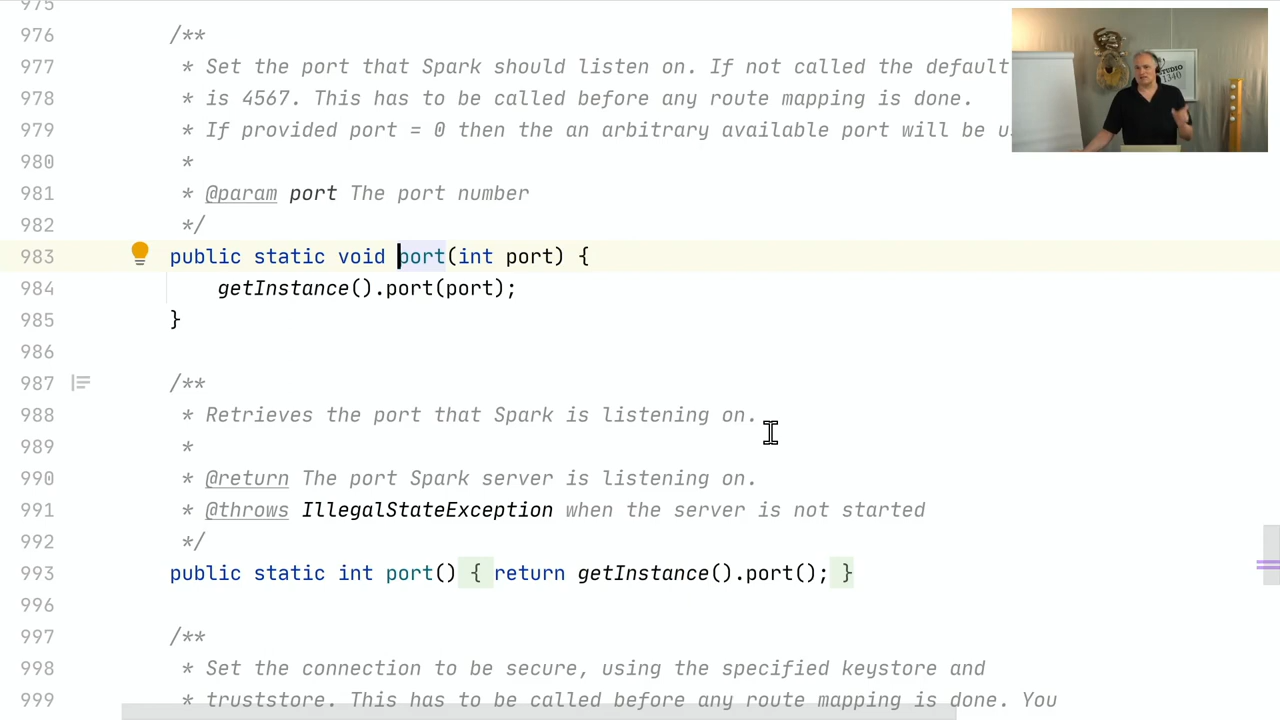 975
976 /**
977 * Set the port that Spark should listen on. If not called the default
978 * is 4567. This has to be called before any route mapping is done.
979 * If provided port = 0 then the an arbitrary available port will be
980 *
981 * @param port The port number
982 */
983 public static void port(int port) {
984 getInstance().port(port);
985 }
986
987 /**
988 * Retrieves the port that Spark is listening on.
989 *
990 * @return The port Spark server is listening on.
991 * @throws IllegalStateException when the server is not started
992 */
993 public static int port() { return getInstance().port(); }
996
997 /**
998 * Set the connection to be secure, using the specified keystore and
999 * truststore. This has to be called before any route mapping is done. You
STUDIO
1340